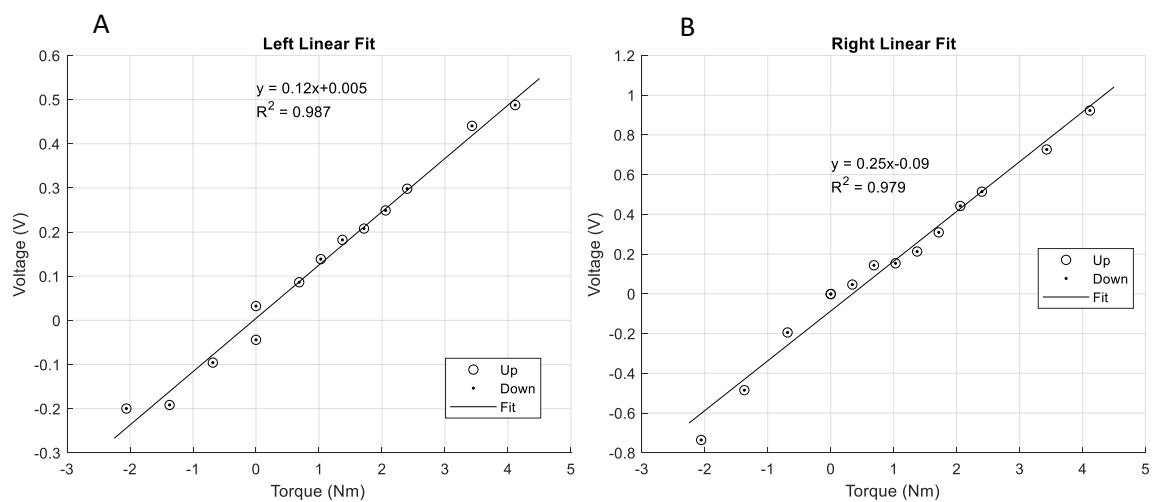 A
Left Linear Fit
0.6
0.5
0.4
0.3
0.2
0.1
0
-0.1
-0.2
-0.3
Voltage (V)
y = 0.12x+0.005
R² = 0.987
Up
Down
Fit
-3 -2 -1 0 1 2 3 4 5
Torque (Nm)
B
Right Linear Fit
1.2
1
0.8
0.6
0.4
0.2
0
-0.2
-0.4
-0.6
-0.8
Voltage (V)
y = 0.25x-0.09
R² = 0.979
Up
Down
Fit
-3 -2 -1 0 1 2 3 4 5
Torque (Nm)